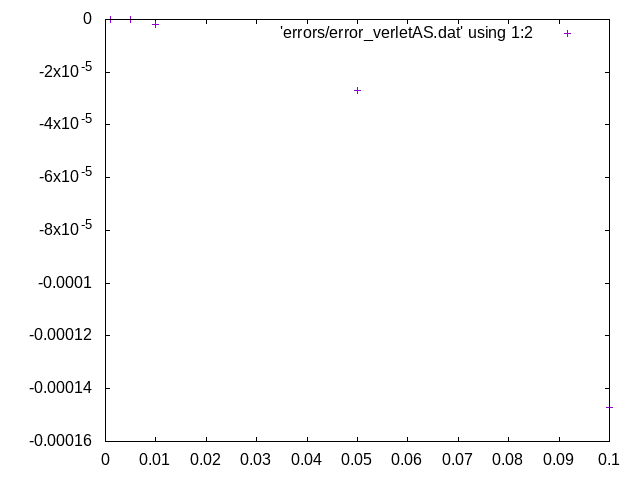 0
'errors/error_verletAS.dat' using 1:2
-2x10⁻⁵
-4x10⁻⁵
-6x10⁻⁵
-8x10⁻⁵
-0.0001
-0.00012
-0.00014
-0.00016
0 0.01 0.02 0.03 0.04 0.05 0.06 0.07 0.08 0.09 0.1